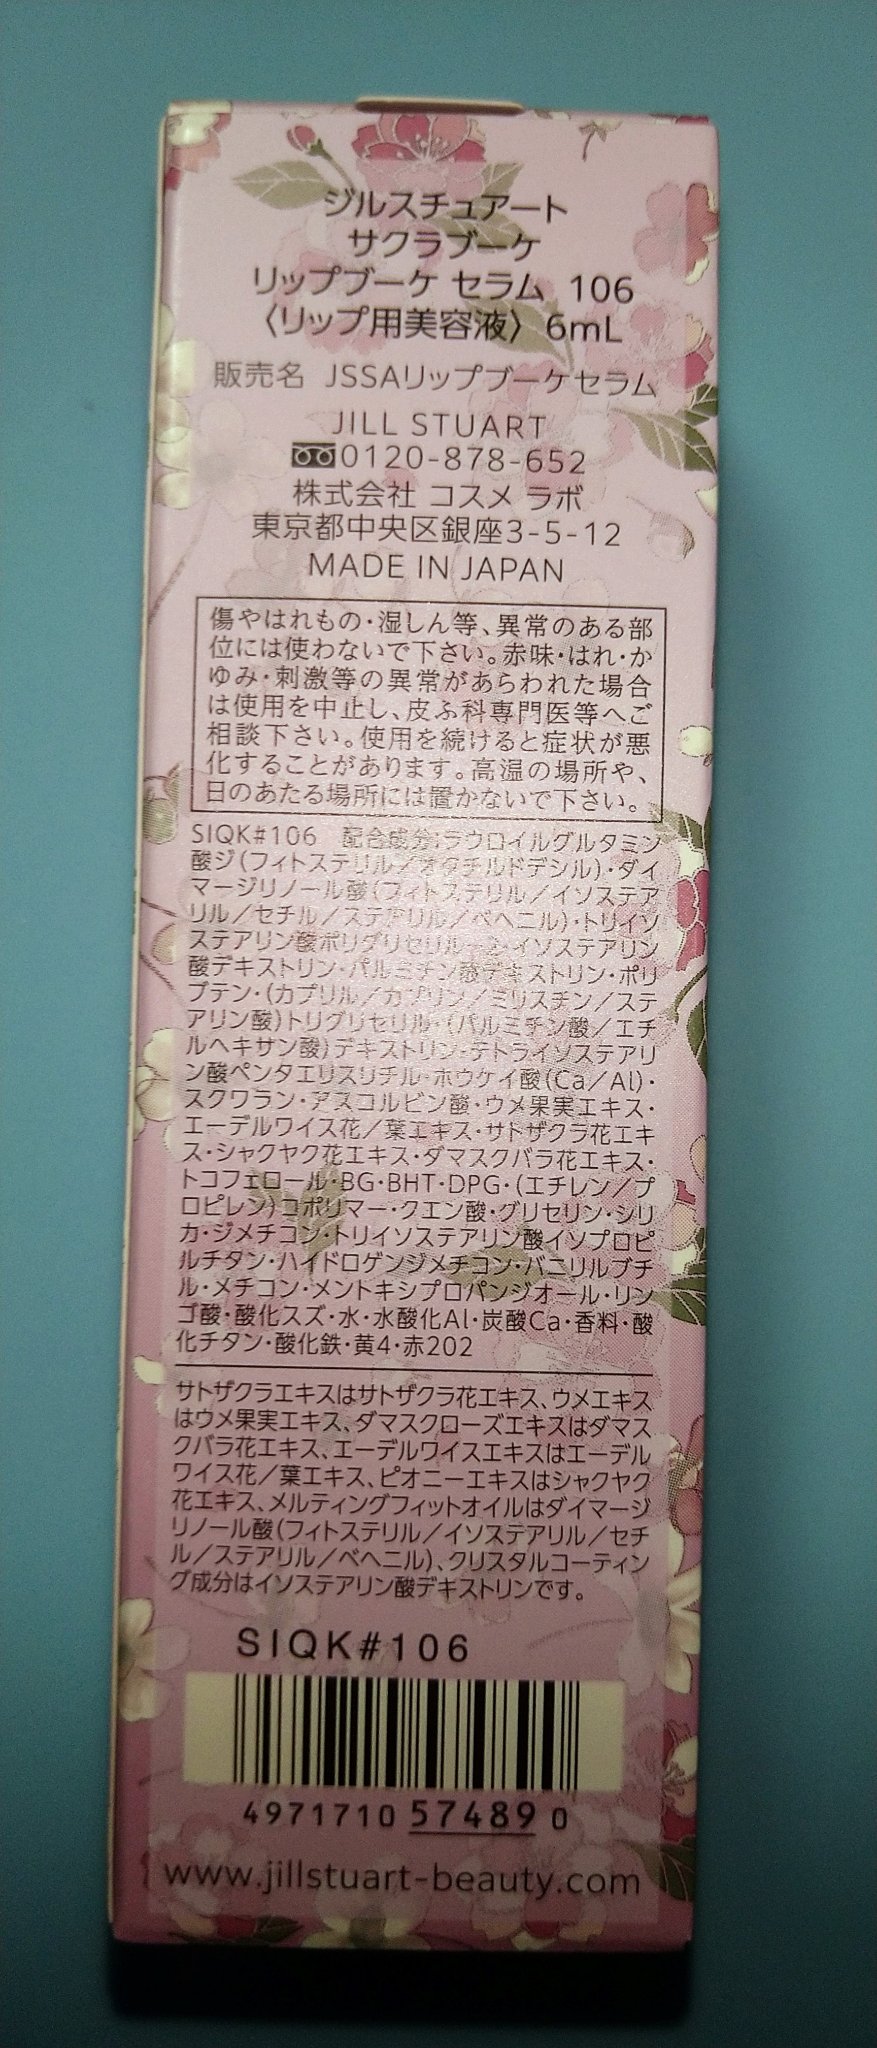 ジルスチュアート
サクラブーケ
リップブーケ セラム 106
〈リップ用美容液〉6mL
販売名 JSSAリップブーケセラム
JILL STUART
0120-878-652
株式会社 コスメ ラボ
東京都中央区銀座3-5-12
MADE IN JAPAN
傷やはれもの・湿しん等、異常のある部
位には使わないで下さい。赤味・はれ・か
ゆみ・刺激等の異常があらわれた場合
は使用を中止し、皮ふ科専門医等へご
相談下さい。使用を続けると症状が悪
化することがあります。高温の場所や、
日のあたる場所には置かないで下さい。
SIQK#106 配合成分:ラウロイルグルタミン
酸ジ(フィトステリル/オクチルドデシル)・ダイ
マージリノール酸(フィトステリル/イソステア
リル/セチル/ステアリル/ベヘニル)・トリイソ
ステアリン酸ポリグリセリル-2・イソステアリン
酸デキストリン・パルミチン酸デキストリン・ポリ
ブテン・(カプリル/カプリン/ミリスチン/ステ
アリン酸)トリグリセリル・(パルミチン酸/エチ
ルヘキサン酸)デキストリン・テトライソステアリ
ン酸ペンタエリスリチル・ホウケイ酸(Ca/Al)・
スクワラン・アスコルビン酸・ウメ果実エキス・
エーデルワイス花/葉エキス・サトザクラ花エキ
ス・シャクヤク花エキス・ダマスクバラ花エキス・
トコフェロール・BG・BHT・DPG・(エチレン/プ
ロピレン)コポリマー・クエン酸・グリセリン・シリ
カ・ジメチコン・トリイソステアリン酸イソプロピ
ルチタン・ハイドロゲンジメチコン・バニリルブチ
ル・メチコン・メントキシプロパンジオール・リン
ゴ酸・酸化スズ・水・水酸化Al・炭酸Ca・香料・酸
化チタン・酸化鉄・黄4・赤202
サトザクラエキスはサトザクラ花エキス、ウメエキス
はウメ果実エキス、ダマスクローズエキスはダマス
クバラ花エキス、エーデルワイスエキスはエーデル
ワイス花/葉エキス、ピオニーエキスはシャクヤク
花エキス、メルティングフィットオイルはダイマージ
リノール酸(フィトステリル/イソステアリル/セチ
ル/ステアリル/ベヘニル)、クリスタルコーティン
グ成分はイソステアリン酸デキストリンです。
SIQK#106
4971710 57489 0
www.jillstuart-beauty.com